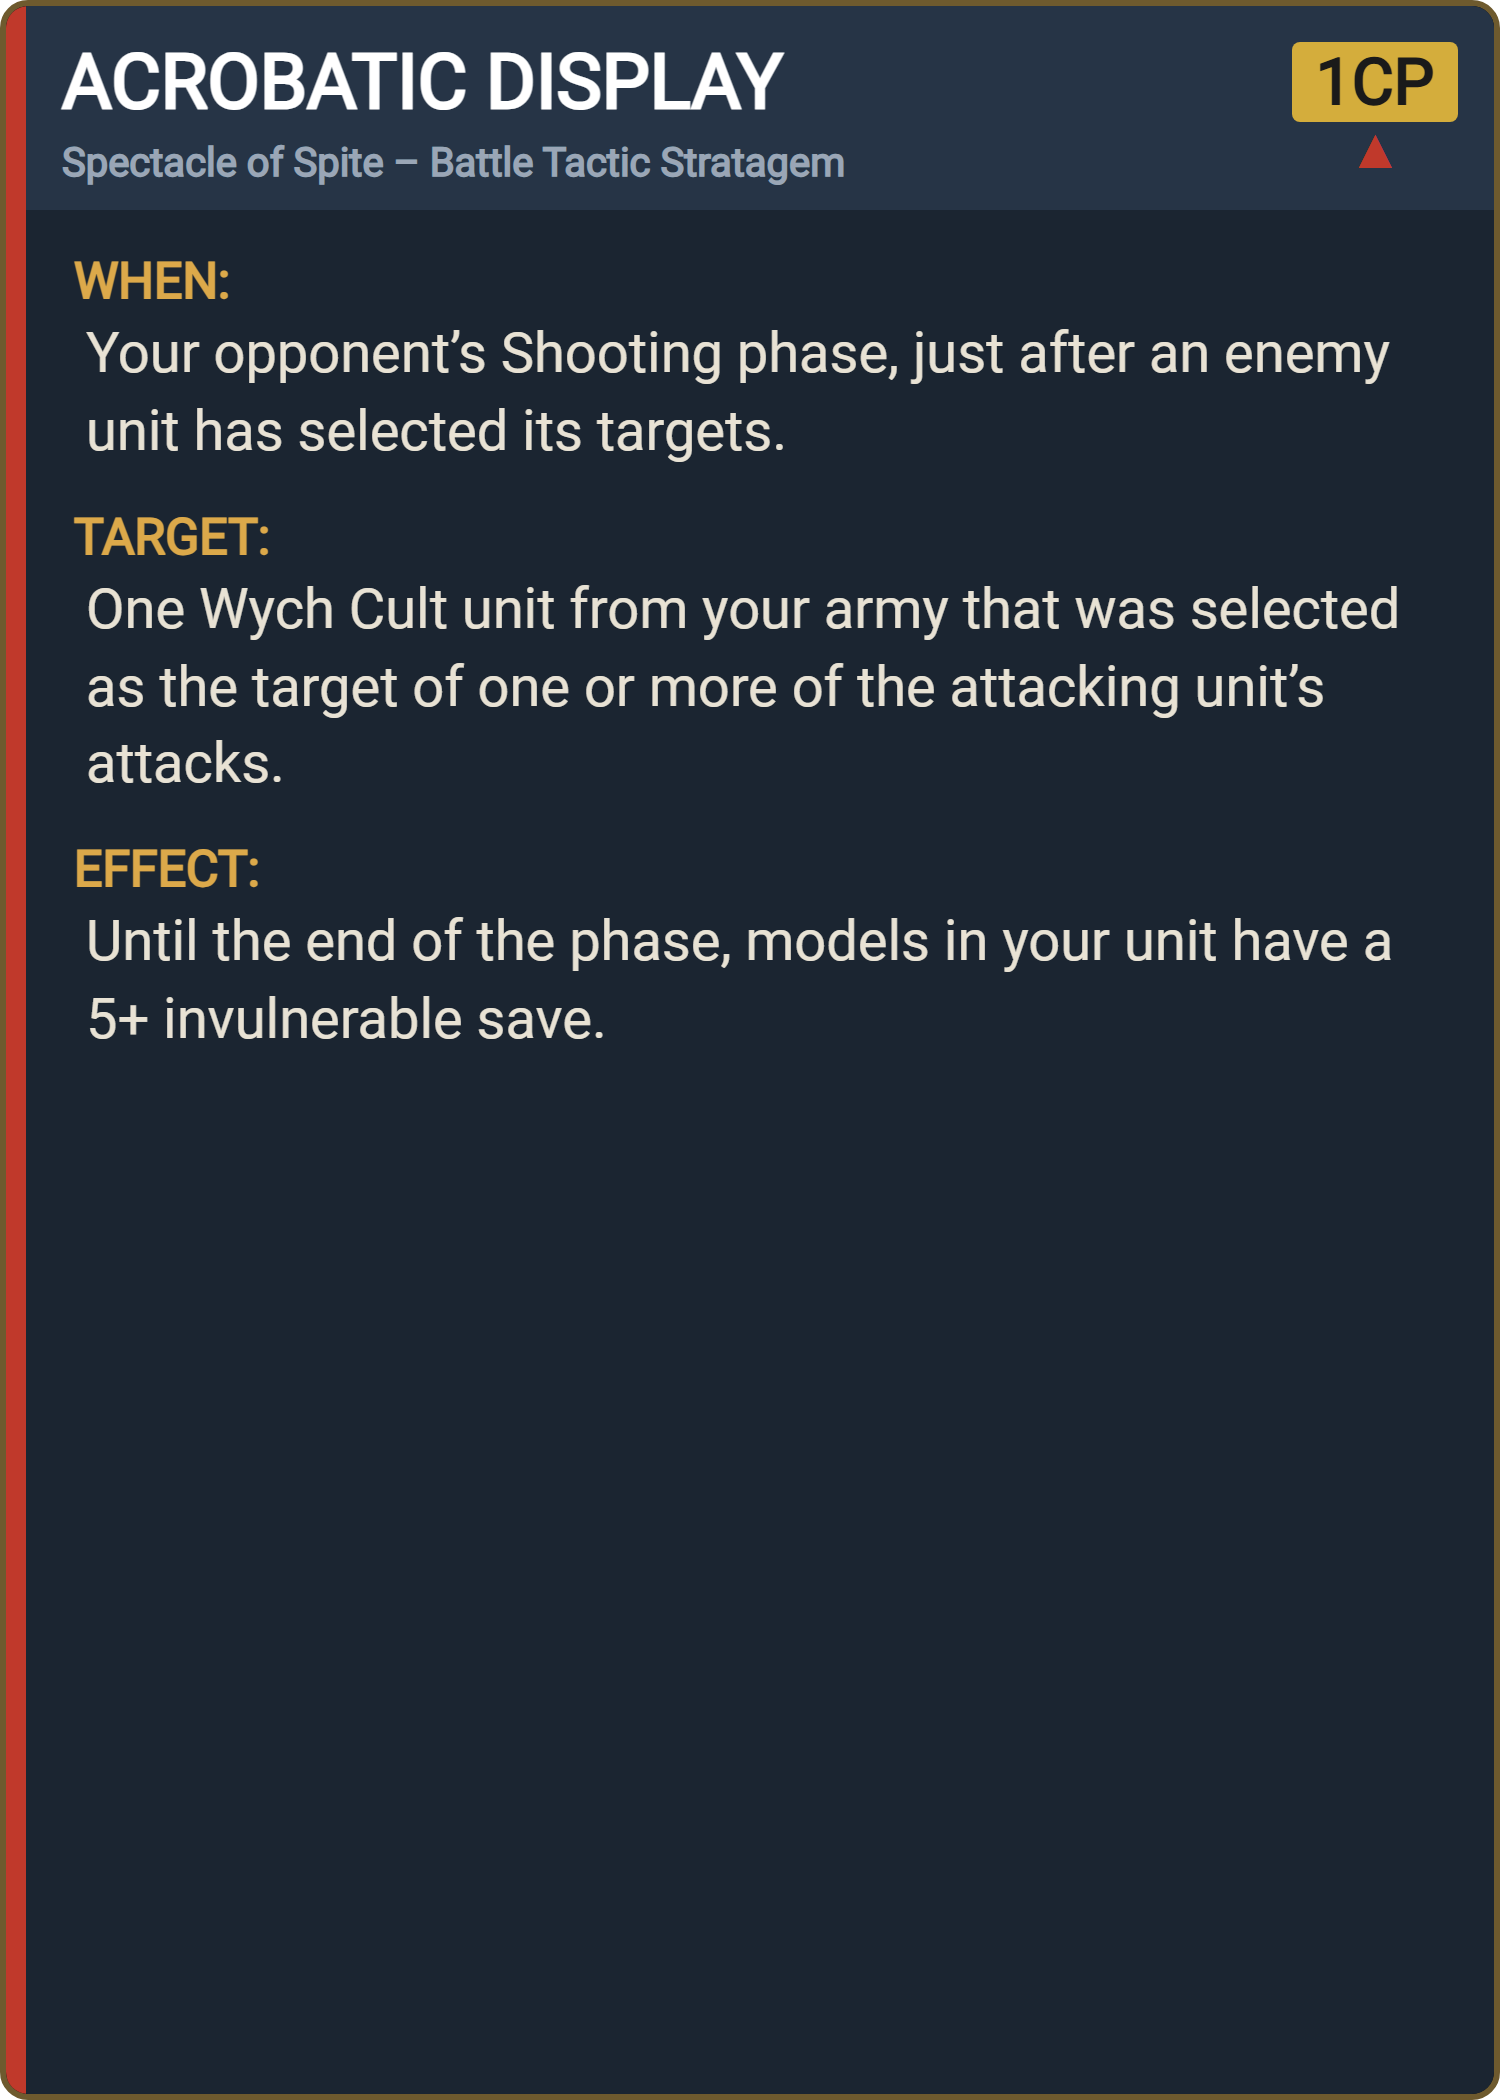 ACROBATIC DISPLAY
1CP
Spectacle of Spite – Battle Tactic Stratagem
WHEN:
Your opponent’s Shooting phase, just after an enemy
unit has selected its targets.
TARGET:
One Wych Cult unit from your army that was selected
as the target of one or more of the attacking unit’s
attacks.
EFFECT:
Until the end of the phase, models in your unit have a
5+ invulnerable save.